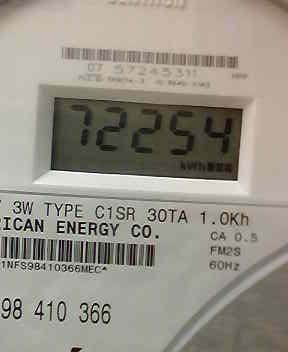 07 57245311
72254
kWh
3W TYPE C1SR 30TA 1.0Kh
RICAN ENERGY CO.
CA 0.5
FM2S
1NFS98410366MEC*
60Hz
98 410 366